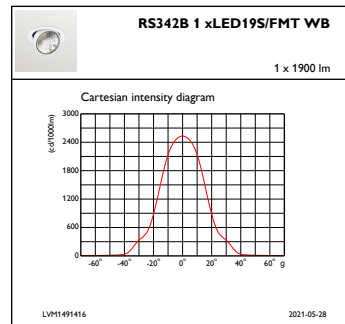 RS342B 1 xLED19S/FMT WB
1 x 1900 lm
Cartesian intensity diagram
(cd/1000lm)
3000
2400
1800
1200
600
0
-60° -40° -20° 0° 20° 40° 60° g
LVM1491416 2021-05-28